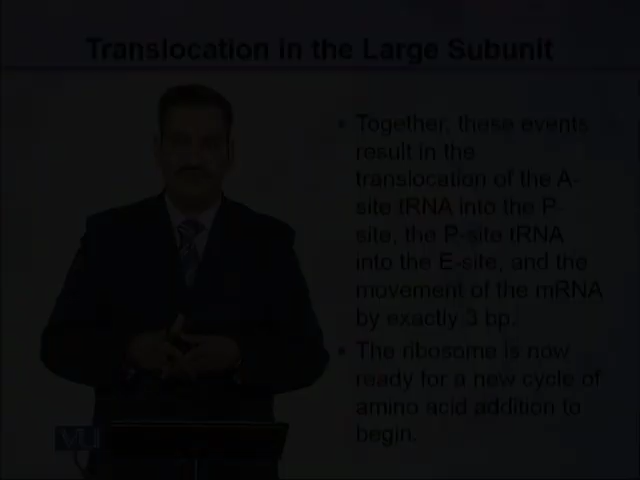 Translocation in the Large Subunit
• Together, these events
result in the
translocation of the A-
site tRNA into the P-
site, the P-site tRNA
into the E-site, and the
movement of the mRNA
by exactly 3 bp.
• The ribosome is now
ready for a new cycle of
amino acid addition to
begin.
VU